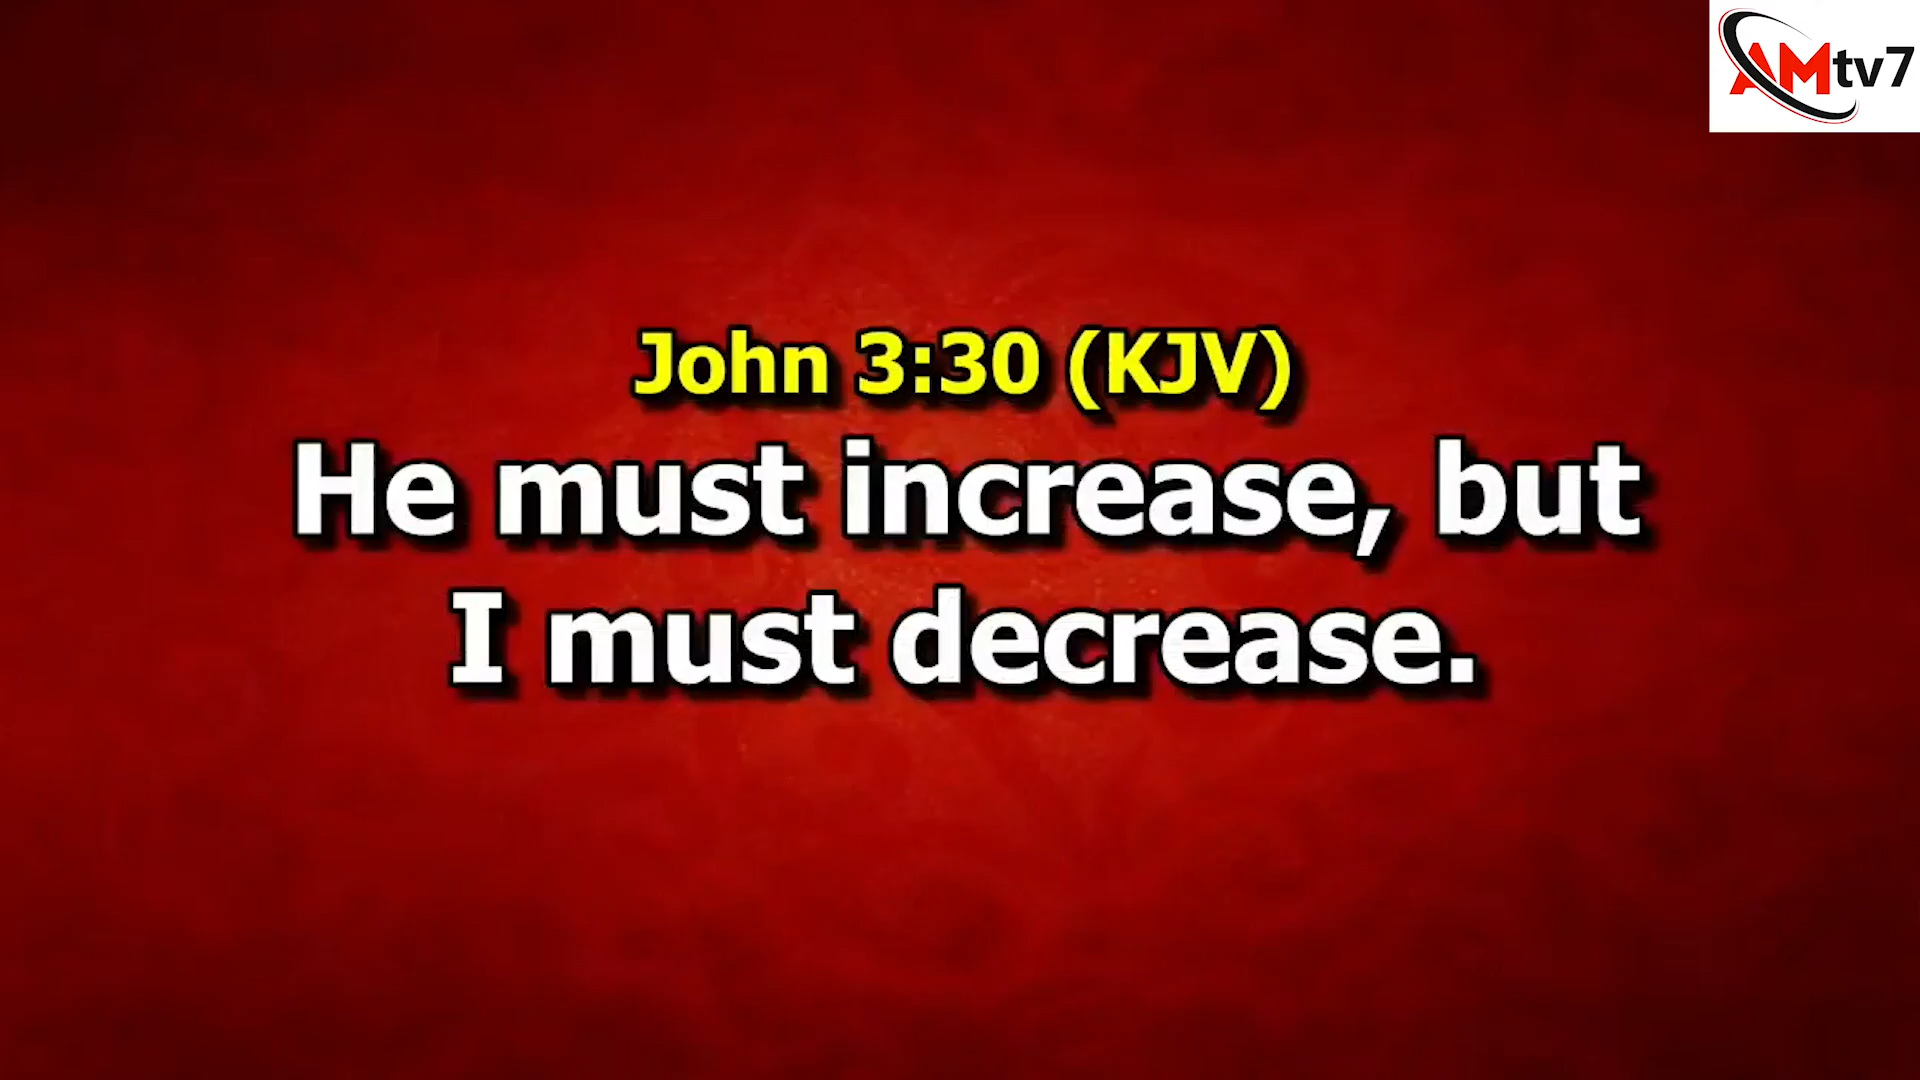 AMtv7
John 3:30 (KJV)
He must increase, but
I must decrease.